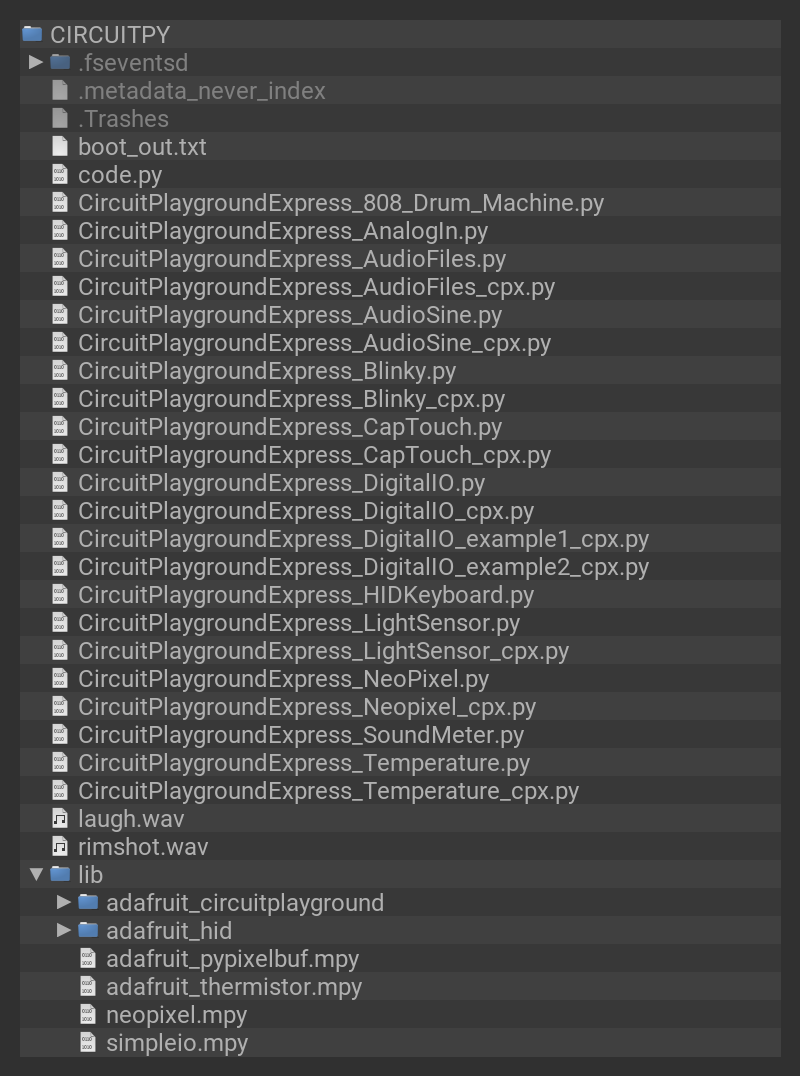 CIRCUITPY
.fseventsd
.metadata_never_index
.Trashes
boot_out.txt
code.py
CircuitPlaygroundExpress_808_Drum_Machine.py
CircuitPlaygroundExpress_AnalogIn.py
CircuitPlaygroundExpress_AudioFiles.py
CircuitPlaygroundExpress_AudioFiles_cpx.py
CircuitPlaygroundExpress_AudioSine.py
CircuitPlaygroundExpress_AudioSine_cpx.py
CircuitPlaygroundExpress_Blinky.py
CircuitPlaygroundExpress_Blinky_cpx.py
CircuitPlaygroundExpress_CapTouch.py
CircuitPlaygroundExpress_CapTouch_cpx.py
CircuitPlaygroundExpress_DigitalIO.py
CircuitPlaygroundExpress_DigitalIO_cpx.py
CircuitPlaygroundExpress_DigitalIO_example1_cpx.py
CircuitPlaygroundExpress_DigitalIO_example2_cpx.py
CircuitPlaygroundExpress_HIDKeyboard.py
CircuitPlaygroundExpress_LightSensor.py
CircuitPlaygroundExpress_LightSensor_cpx.py
CircuitPlaygroundExpress_NeoPixel.py
CircuitPlaygroundExpress_Neopixel_cpx.py
CircuitPlaygroundExpress_SoundMeter.py
CircuitPlaygroundExpress_Temperature.py
CircuitPlaygroundExpress_Temperature_cpx.py
laugh.wav
rimshot.wav
lib
adafruit_circuitplayground
adafruit_hid
adafruit_pypixelbuf.mpy
adafruit_thermistor.mpy
neopixel.mpy
simpleio.mpy